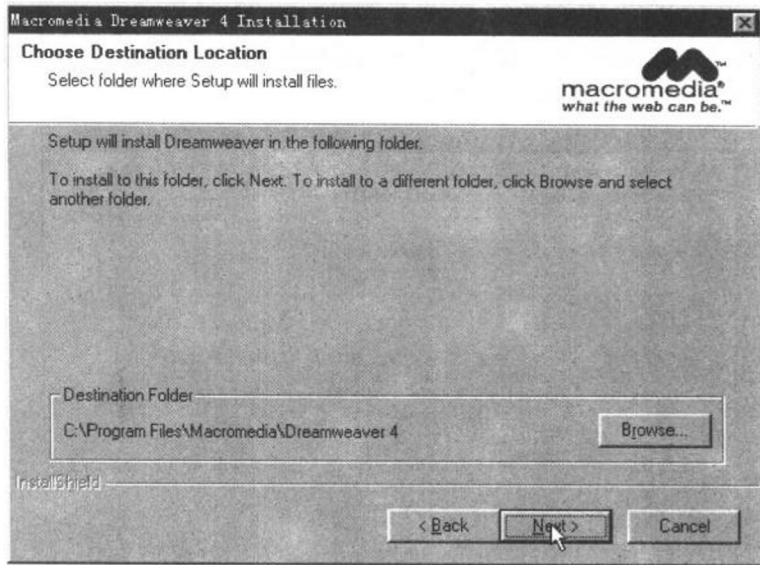 Macromedia Dreamweaver 4 Installation
Choose Destination Location
Select folder where Setup will install files.
macromedia®
what the web can be.™
Setup will install Dreamweaver in the following folder.
To install to this folder, click Next. To install to a different folder, click Browse and select
another folder.
Destination Folder
C:\Program Files\Macromedia\Dreamweaver 4
Browse...
InstallShield
< Back
Next >
Cancel